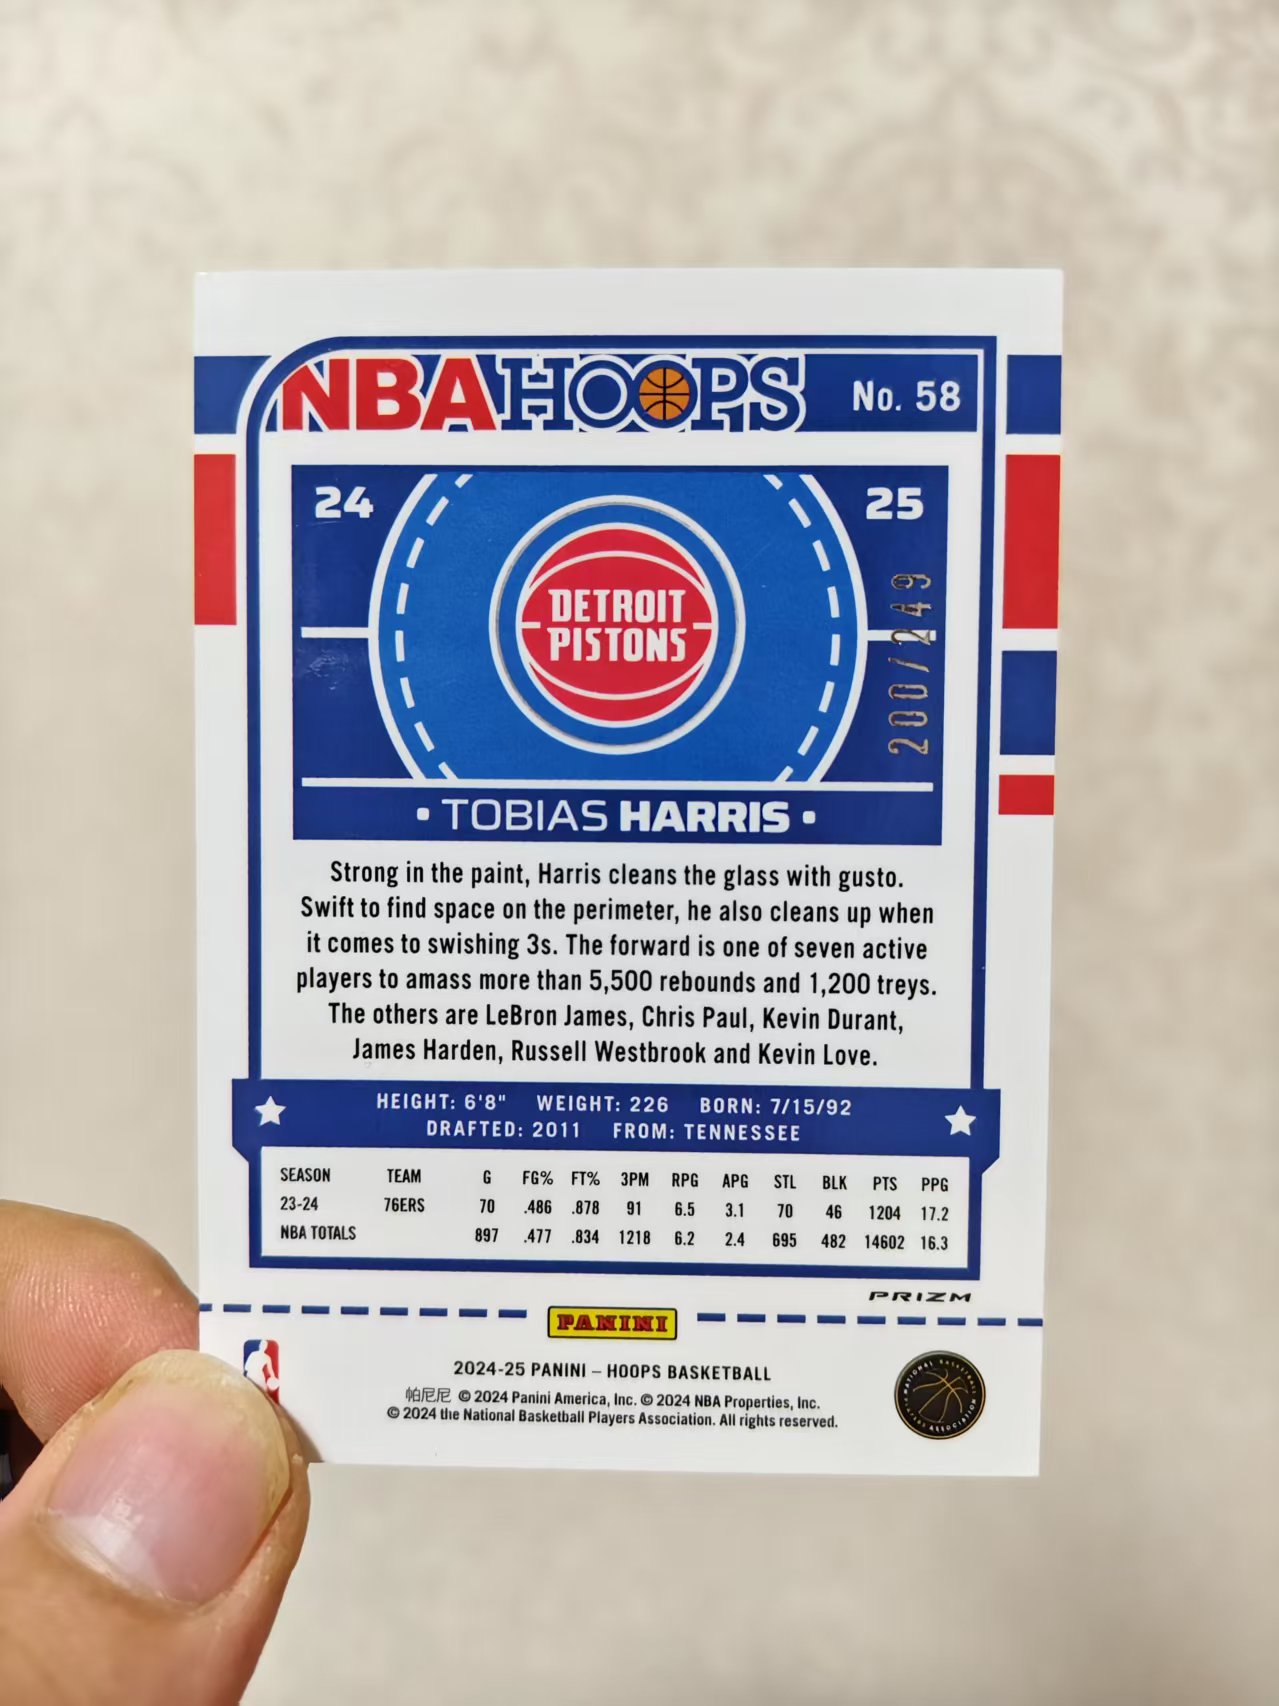 NBA HOOPS No. 58
24 25
DETROIT
PISTONS
200/249
• TOBIAS HARRIS •
Strong in the paint, Harris cleans the glass with gusto.
Swift to find space on the perimeter, he also cleans up when
it comes to swishing 3s. The forward is one of seven active
players to amass more than 5,500 rebounds and 1,200 treys.
The others are LeBron James, Chris Paul, Kevin Durant,
James Harden, Russell Westbrook and Kevin Love.
HEIGHT: 6'8" WEIGHT: 226 BORN: 7/15/92
DRAFTED: 2011 FROM: TENNESSEE
SEASON TEAM G FG% FT% 3PM RPG APG STL BLK PTS PPG
23-24 76ERS 70 .486 .878 91 6.5 3.1 70 46 1204 17.2
NBA TOTALS 897 .477 .834 1218 6.2 2.4 695 482 14602 16.3
PRIZM
PANINI
2024-25 PANINI – HOOPS BASKETBALL
帕尼尼 © 2024 Panini America, Inc. © 2024 NBA Properties, Inc.
© 2024 the National Basketball Players Association. All rights reserved.
NATIONAL BASKETBALL PLAYERS ASSOCIATION